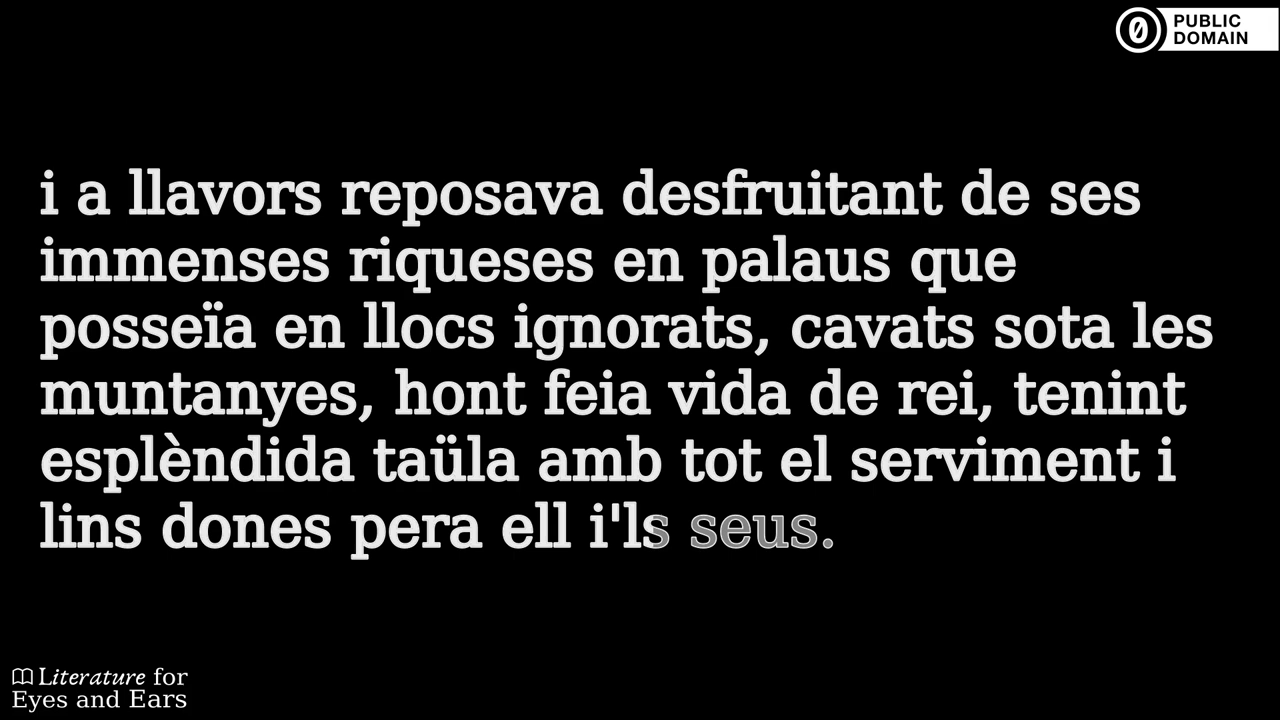 PUBLIC
DOMAIN
i a llavors reposava desfruitant de ses
immenses riqueses en palaus que
posseïa en llocs ignorats, cavats sota les
muntanyes, hont feia vida de rei, tenint
esplèndida taüla amb tot el serviment i
lins dones pera ell i'ls seus.
Literature for
Eyes and Ears